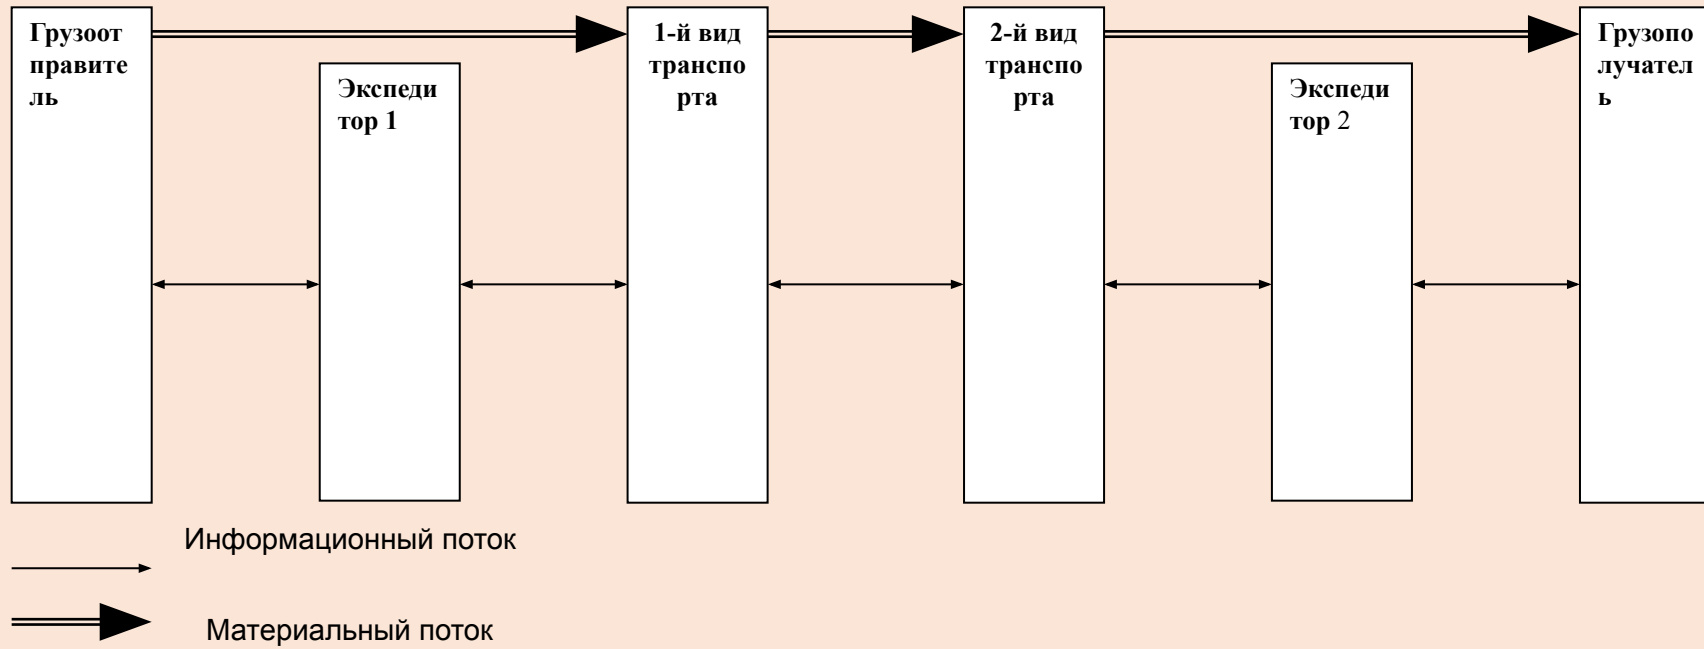 Грузоот
правите
ль
Экспеди
тор 1
1-й вид
транспо
рта
2-й вид
транспо
рта
Экспеди
тор 2
Грузопо
лучател
ь
Информационный поток
Материальный поток